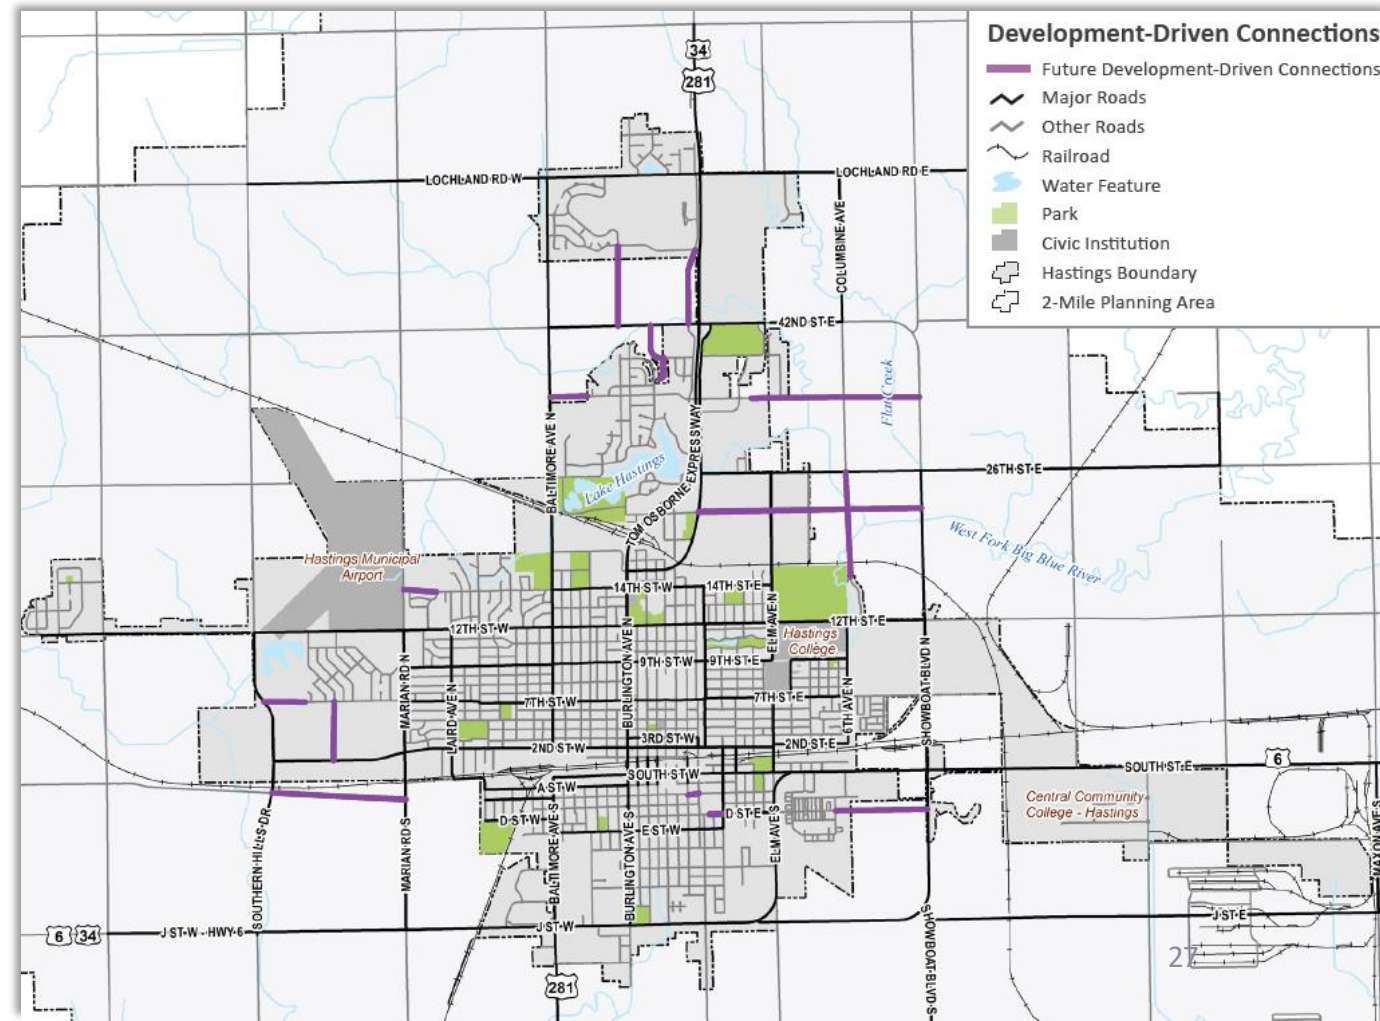 Development-Driven Connections
Future Development-Driven Connections
Major Roads
Other Roads
Railroad
Water Feature
Park
Civic Institution
Hastings Boundary
2-Mile Planning Area
34
281
LOCHLAND RD W
LOCHLAND RD E
COLUMBINE AVE
42ND ST E
Flat Creek
BALTIMORE AVE N
TOM OSBORNE EXPRESSWAY
Lake Hastings
26TH ST E
West Fork Big Blue River
Hastings Municipal
Airport
14TH ST W
14TH ST E
ELM AVE N
12TH ST W
12TH ST E
Hastings
College
BURLINGTON AVE N
9TH ST W
9TH ST E
MARIAN RD N
LAIRD AVE N
7TH ST W
7TH ST E
6TH AVE N
SHOWBOAT BLVD N
3RD ST W
2ND ST W
2ND ST E
SOUTH ST W
SOUTH ST E
6
A ST W
Central Community
College - Hastings
D ST W
D ST E
E ST W
SOUTHERN HILLS DR
MARIAN RD S
BALTIMORE AVE S
BURLINGTON AVE S
ELM AVE S
MAXON AVE S
J ST E
6 34
J ST W - HWY 6
J ST W
SHOWBOAT BLVD S
27
281